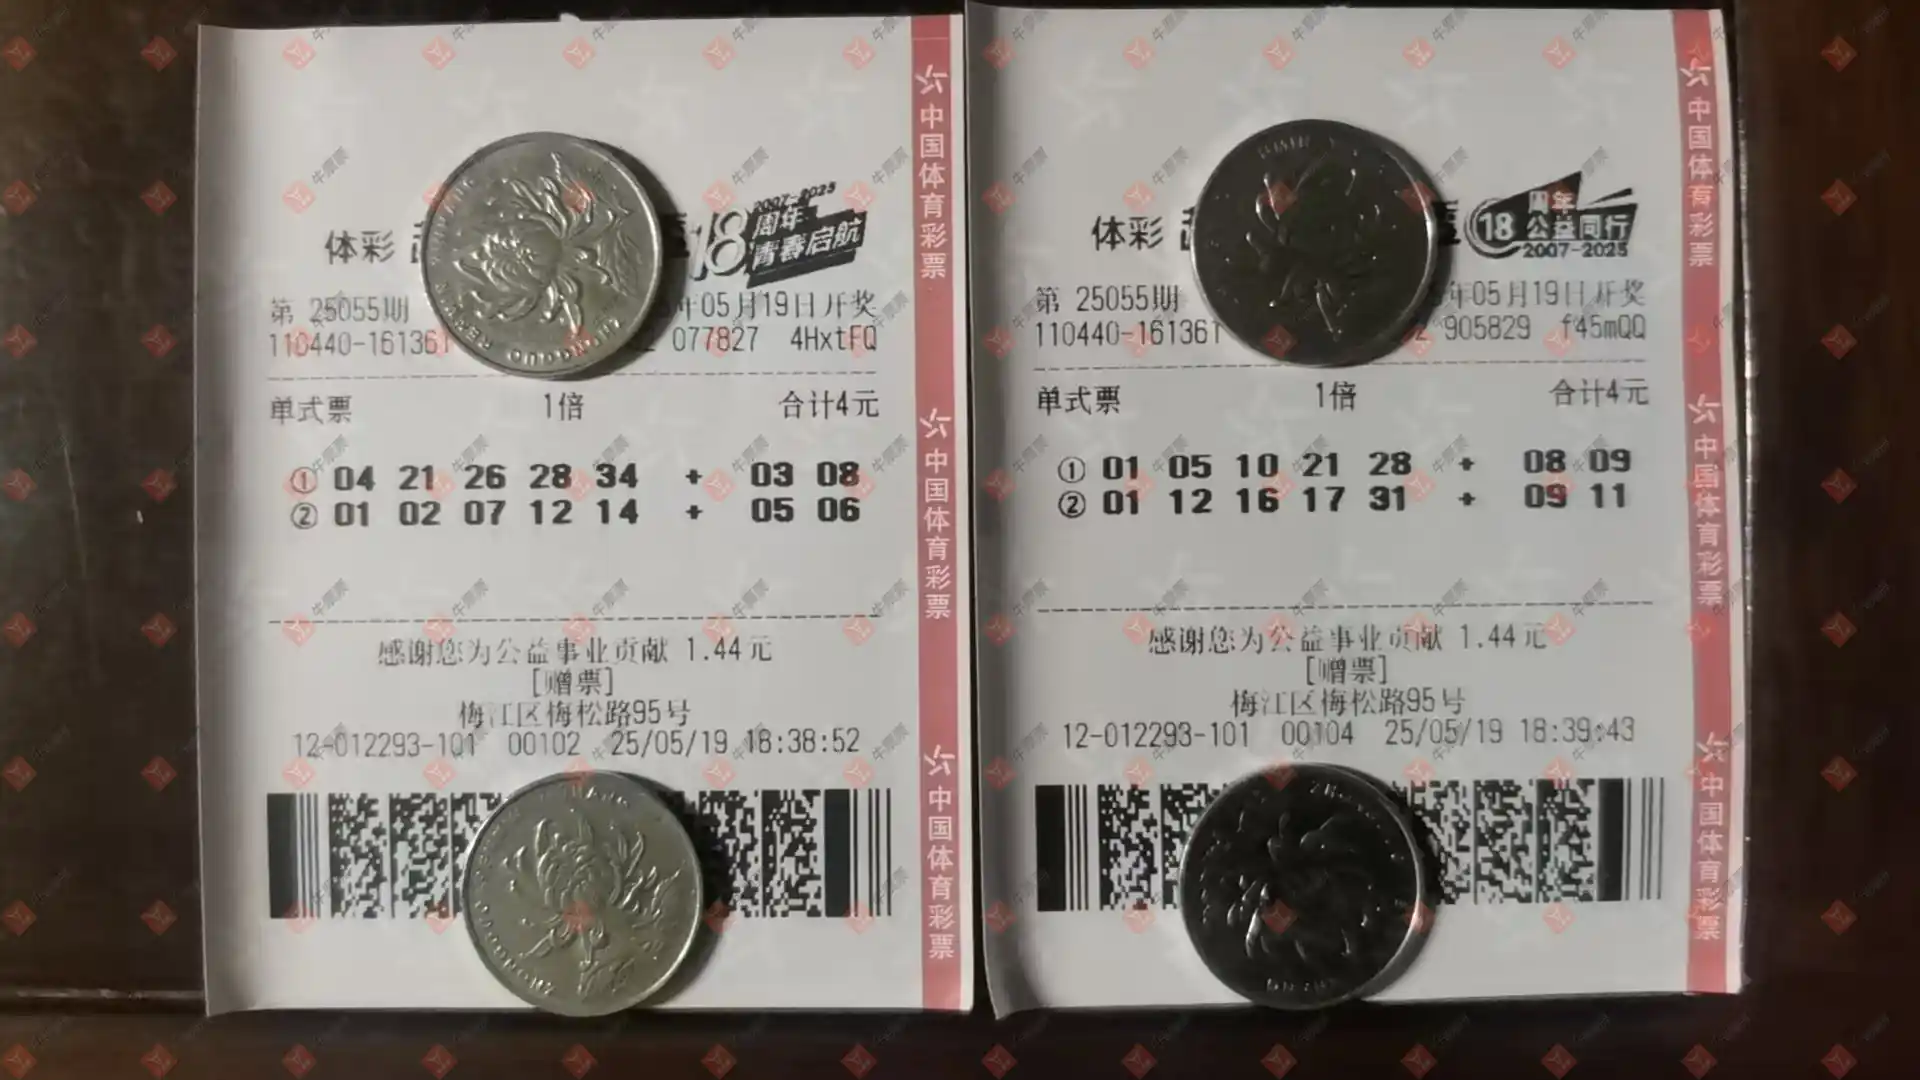 体彩
2007-2025
18周年
青春启航
第 25055期 年05月19日开奖
110440-161361 077827 4HxtFQ
单式票 1倍 合计4元
① 04 21 26 28 34 + 03 08
② 01 02 07 12 14 + 05 06
感谢您为公益事业贡献 1.44元
[赠票]
梅江区梅松路95号
12-012293-101 00102 25/05/19 18:38:52
中国体育彩票
中国体育彩票
中国体育彩票
体彩
18周年
公益同行
2007-2025
第 25055期 年05月19日开奖
110440-161361 905829 f45mQQ
单式票 1倍 合计4元
① 01 05 10 21 28 + 08 09
② 01 12 16 17 31 + 09 11
感谢您为公益事业贡献 1.44元
[赠票]
梅江区梅松路95号
12-012293-101 00104 25/05/19 18:39:43
中国体育彩票
中国体育彩票
中国体育彩票